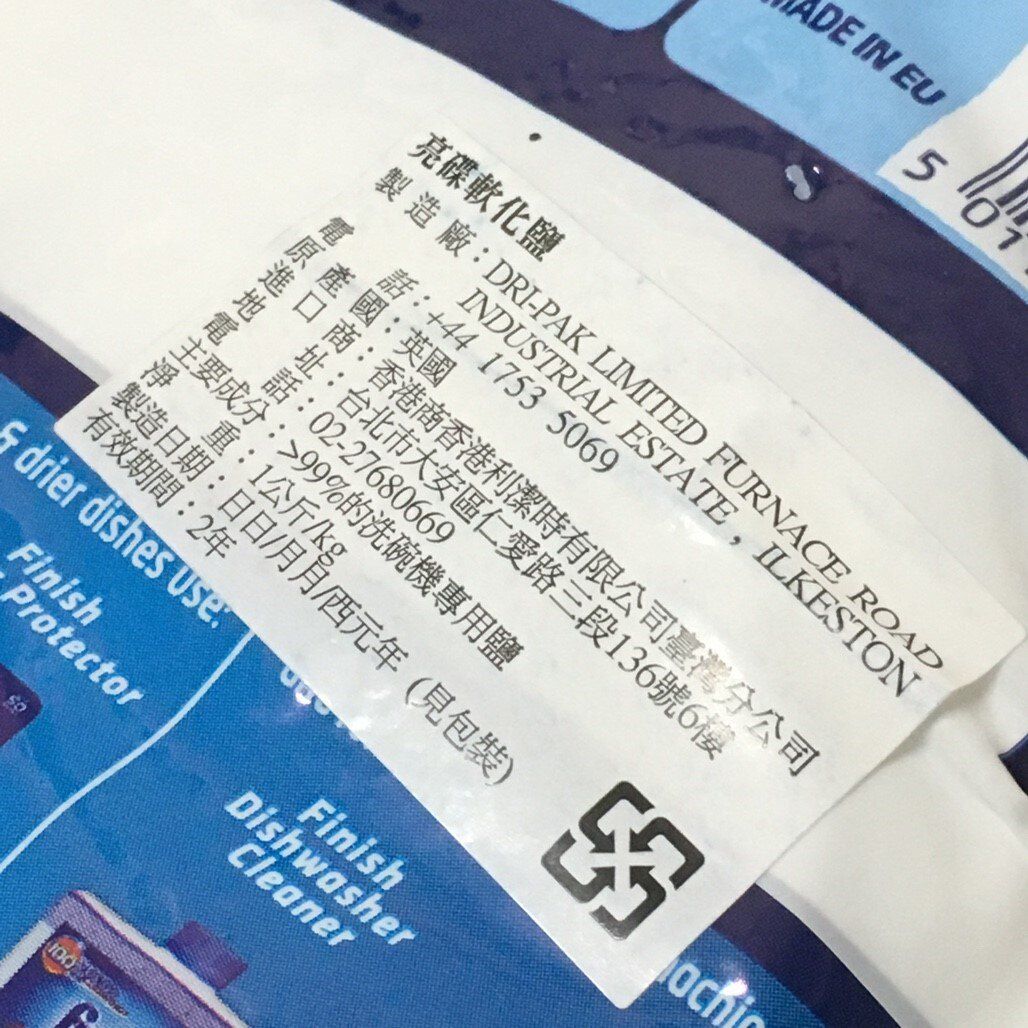 MADE IN EU
5 011
亮碟軟化鹽
製造廠：DRI-PAK LIMITED FURNACE ROAD
INDUSTRIAL ESTATE，ILKESTON
電話：+44 1753 5069
原產國：英國
進口商：香港商香港利潔時有限公司臺灣分公司
地址：台北市大安區仁愛路三段136號6樓
電話：02-27680669
主要成分：>99%的洗碗機專用鹽
淨重：1公斤/kg
製造日期：日日/月月/西元年 (見包裝)
有效期間：2年
& drier dishes use:
Finish
Protector
Finish
Dishwasher
Cleaner